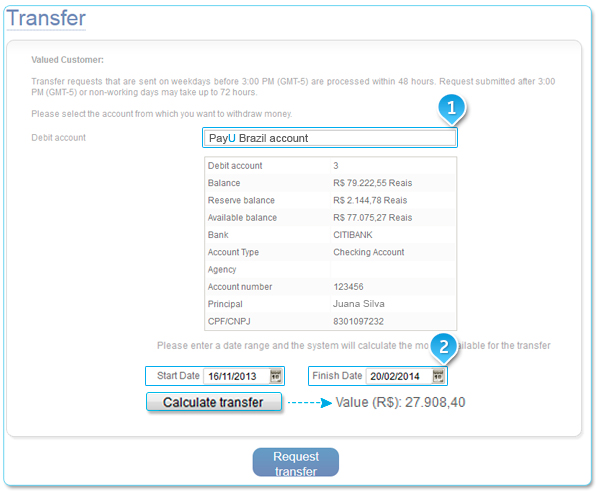 Transfer
Valued Customer:
Transfer requests that are sent on weekdays before 3:00 PM (GMT-5) are processed within 48 hours. Request submitted after 3:00
PM (GMT-5) or non-working days may take up to 72 hours.
Please select the account from which you want to withdraw money.
1
Debit account PayU Brazil account
Debit account 3
Balance R$ 79.222,55 Reais
Reserve balance R$ 2.144,78 Reais
Available balance R$ 77.075,27 Reais
Bank CITIBANK
Account Type Checking Account
Agency
Account number 123456
Principal Juana Silva
CPF/CNPJ 8301097232
Please enter a date range and the system will calculate the mo ailable for the transfer
2
Start Date 16/11/2013 Finish Date 20/02/2014
Calculate transfer Value (R$): 27.908,40
Request
transfer